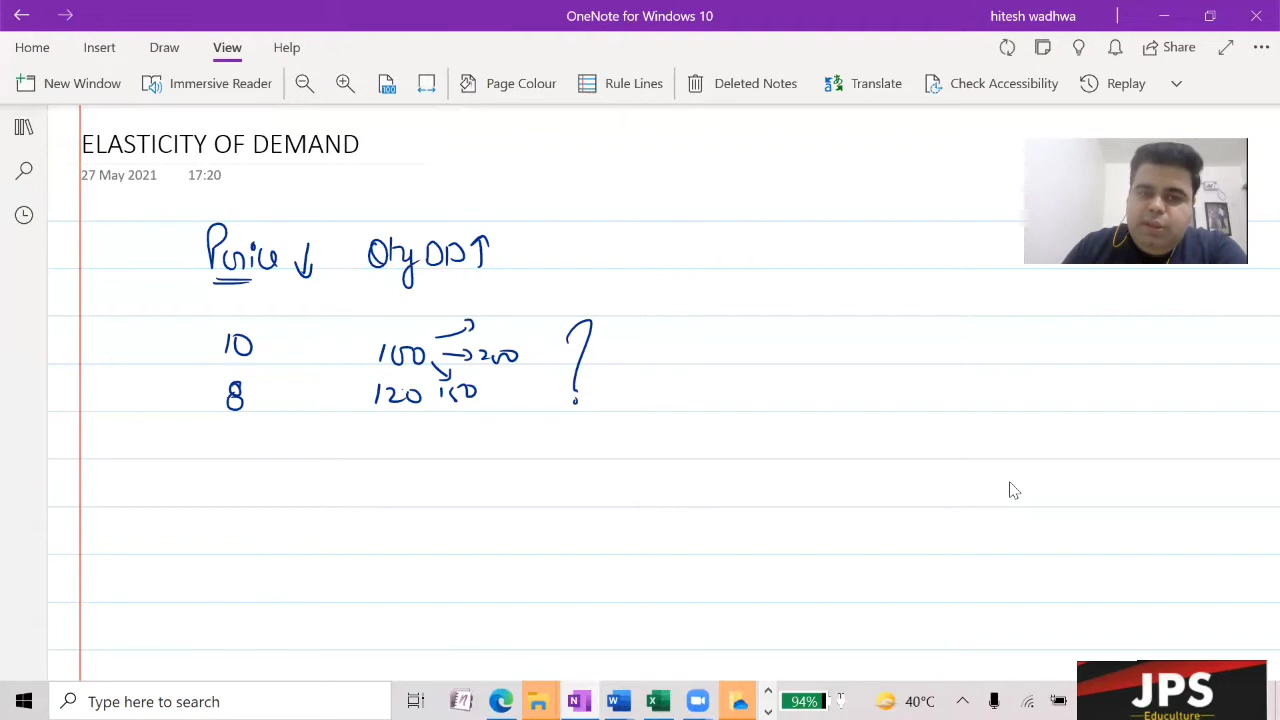 OneNote for Windows 10
hitesh wadhwa
Home Insert Draw View Help
Share
New Window Immersive Reader Page Colour Rule Lines Deleted Notes Translate Check Accessibility Replay
ELASTICITY OF DEMAND
27 May 2021 17:20
Price ↓ Qty DD ↑
10 100 → 200 ?
8 120 150
Type here to search
94%
40°C
JPS
Educulture